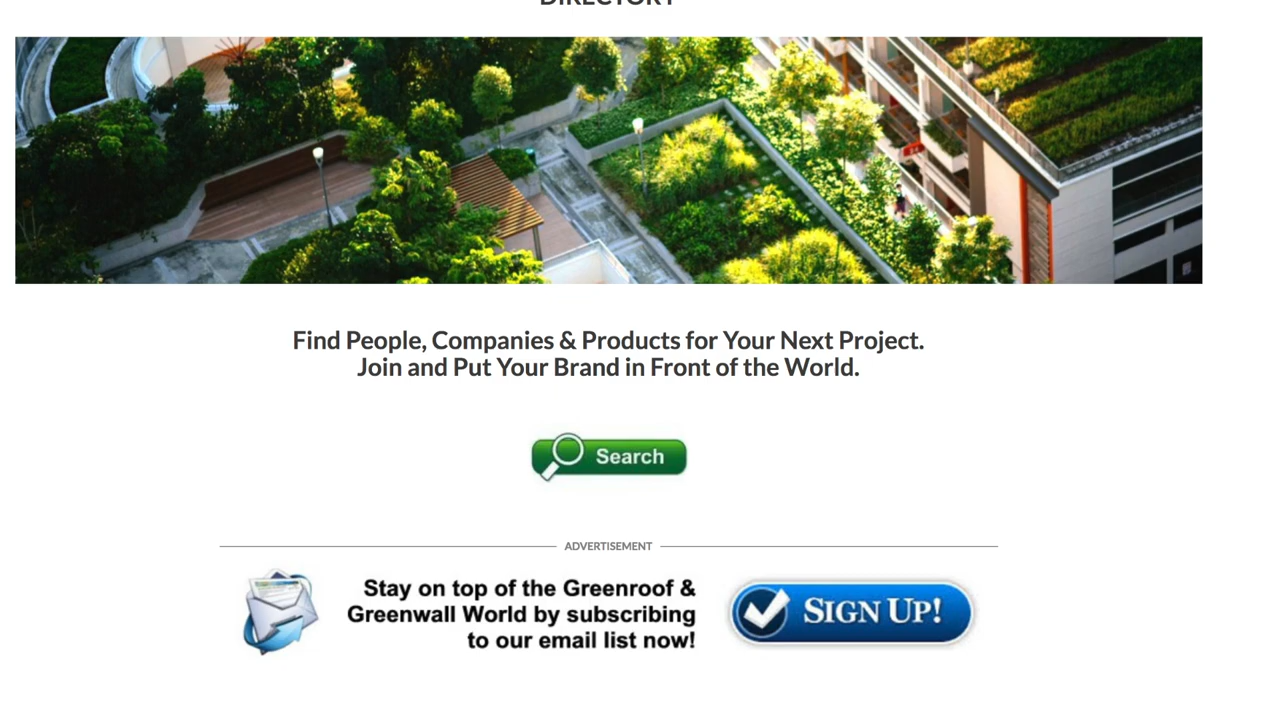 DIRECTORY
Find People, Companies & Products for Your Next Project.
Join and Put Your Brand in Front of the World.
Search
ADVERTISEMENT
Stay on top of the Greenroof &
Greenwall World by subscribing
to our email list now!
SIGN UP!